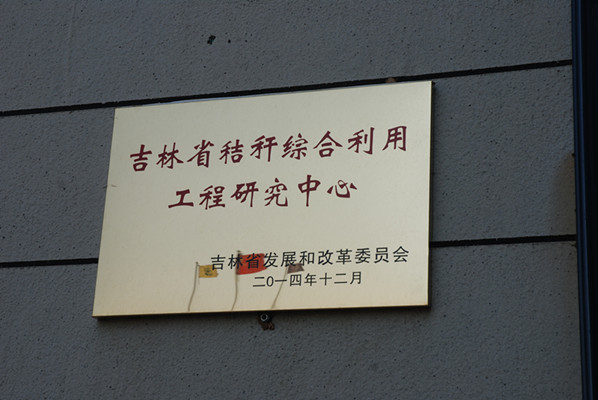 吉林省秸秆综合利用
工程研究中心
吉林省发展和改革委员会
二〇一四年十二月